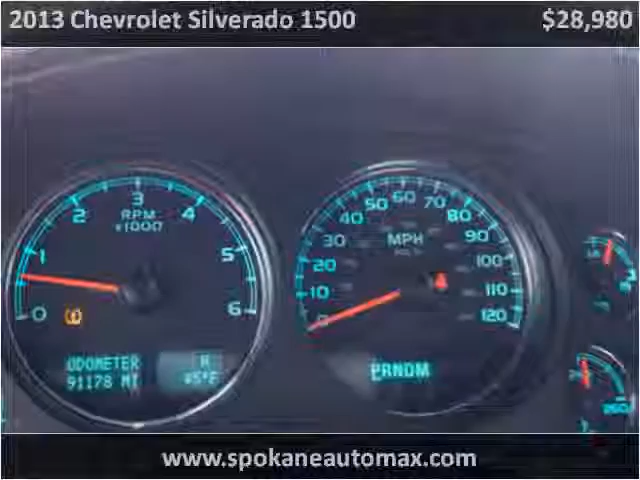 2013 Chevrolet Silverado 1500 $28,980
0 1 2 3 4 5 6
RPM
x1000
ODOMETER
91178 MI
0 10 20 30 40 50 60 70 80 90 100 110 120
MPH
PRNDM
260
www.spokaneautomax.com